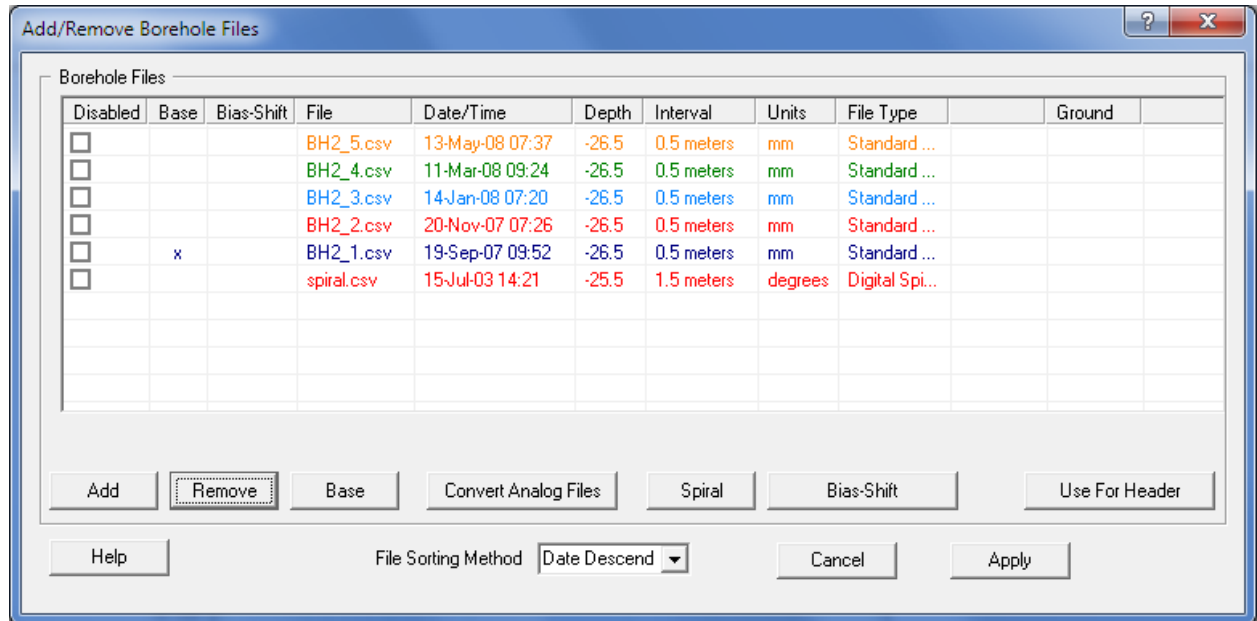 Add/Remove Borehole Files
?
X
Borehole Files
Disabled Base Bias-Shift File Date/Time Depth Interval Units File Type Ground
BH2_5.csv 13-May-08 07:37 -26.5 0.5 meters mm Standard ...
BH2_4.csv 11-Mar-08 09:24 -26.5 0.5 meters mm Standard ...
BH2_3.csv 14-Jan-08 07:20 -26.5 0.5 meters mm Standard ...
BH2_2.csv 20-Nov-07 07:26 -26.5 0.5 meters mm Standard ...
x BH2_1.csv 19-Sep-07 09:52 -26.5 0.5 meters mm Standard ...
spiral.csv 15-Jul-03 14:21 -25.5 1.5 meters degrees Digital Spi...
Add Remove Base Convert Analog Files Spiral Bias-Shift Use For Header
Help File Sorting Method Date Descend Cancel Apply